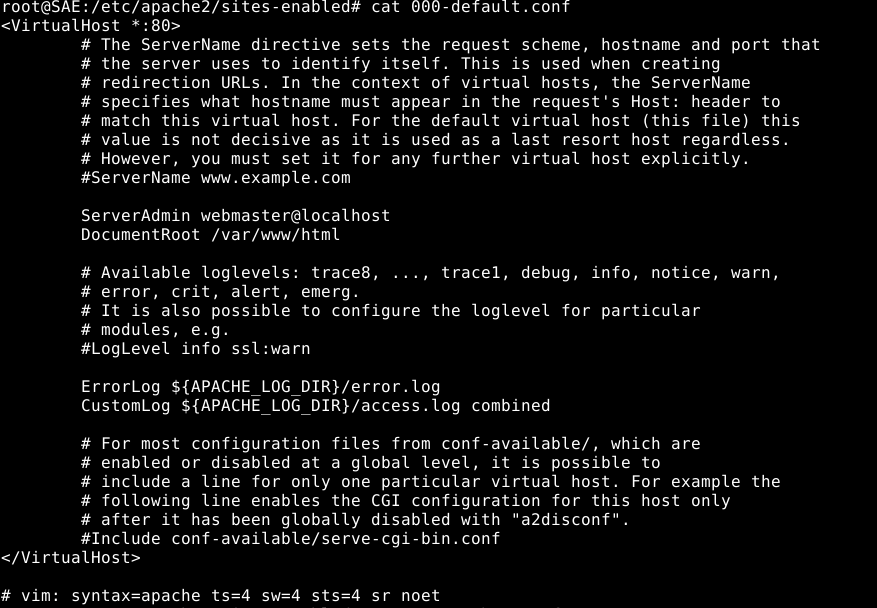 root@SAE:/etc/apache2/sites-enabled# cat 000-default.conf
<VirtualHost *:80>
# The ServerName directive sets the request scheme, hostname and port that
# the server uses to identify itself. This is used when creating
# redirection URLs. In the context of virtual hosts, the ServerName
# specifies what hostname must appear in the request's Host: header to
# match this virtual host. For the default virtual host (this file) this
# value is not decisive as it is used as a last resort host regardless.
# However, you must set it for any further virtual host explicitly.
#ServerName www.example.com
ServerAdmin webmaster@localhost
DocumentRoot /var/www/html
# Available loglevels: trace8, ..., trace1, debug, info, notice, warn,
# error, crit, alert, emerg.
# It is also possible to configure the loglevel for particular
# modules, e.g.
#LogLevel info ssl:warn
ErrorLog ${APACHE_LOG_DIR}/error.log
CustomLog ${APACHE_LOG_DIR}/access.log combined
# For most configuration files from conf-available/, which are
# enabled or disabled at a global level, it is possible to
# include a line for only one particular virtual host. For example the
# following line enables the CGI configuration for this host only
# after it has been globally disabled with "a2disconf".
#Include conf-available/serve-cgi-bin.conf
</VirtualHost>
# vim: syntax=apache ts=4 sw=4 sts=4 sr noet